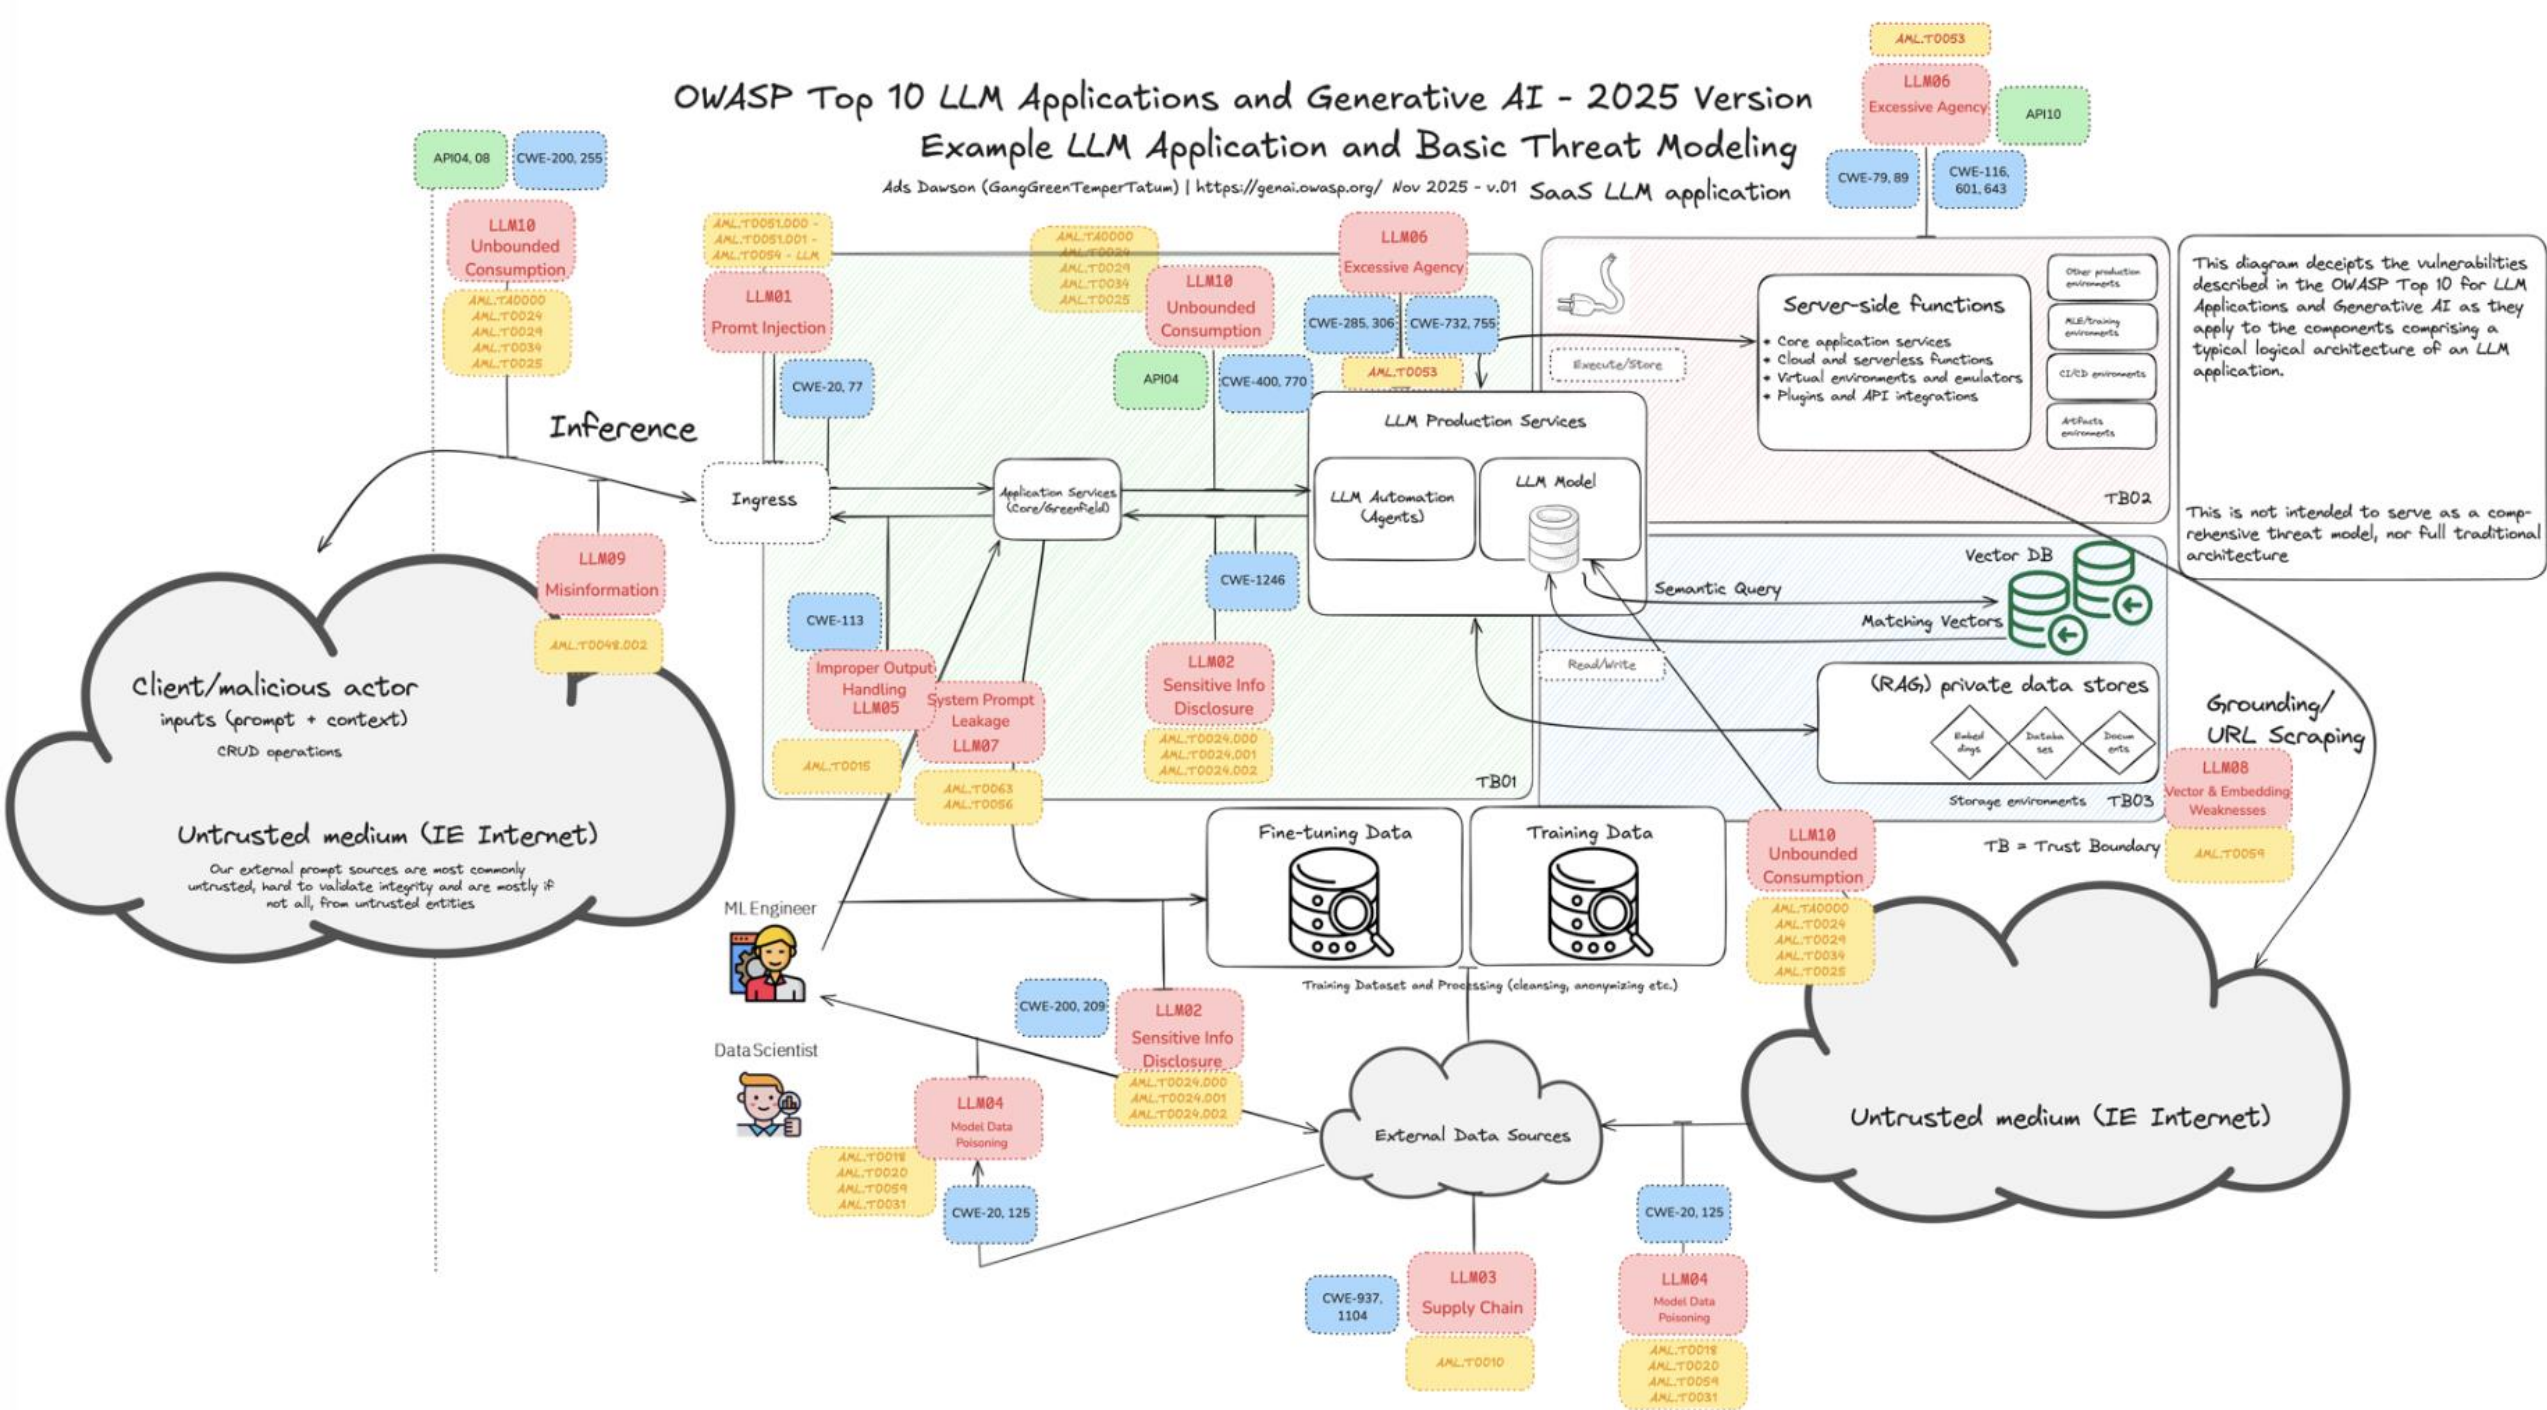 AML.T0053
LLM06
Excessive Agency
API10
CWE-79, 89
CWE-116,
601, 643
OWASP Top 10 LLM Applications and Generative AI - 2025 Version
Example LLM Application and Basic Threat Modeling
Ads Dawson (GangGreenTemperTatum) | https://genai.owasp.org/ Nov 2025 - v.01
SaaS LLM application
API04, 08
CWE-200, 255
LLM10
Unbounded
Consumption
AML.TA0000
AML.T0024
AML.T0029
AML.T0034
AML.T0025
Inference
AML.T0051.000 -
AML.T0051.001 -
AML.T0054 - LLM
LLM01
Promt Injection
CWE-20, 77
AML.TA0000
AML.T0024
AML.T0029
AML.T0034
AML.T0025
LLM10
Unbounded
Consumption
API04
CWE-400, 770
LLM06
Excessive Agency
CWE-285, 306
CWE-732, 755
AML.T0053
Execute/Store
Server-side functions
• Core application services
• Cloud and serverless functions
• Virtual environments and emulators
• Plugins and API integrations
Other production
environments
MLE/training
environments
CI/CD environments
Artifacts
environments
TB02
This diagram deceipts the vulnerabilities
described in the OWASP Top 10 for LLM
Applications and Generative AI as they
apply to the components comprising a
typical logical architecture of an LLM
application.
This is not intended to serve as a comp-
rehensive threat model, nor full traditional
architecture
Ingress
Application Services
(Core/Greenfield)
LLM Production Services
LLM Automation
(Agents)
LLM Model
LLM09
Misinformation
AML.T0048.002
Client/malicious actor
inputs (prompt + context)
CRUD operations
Untrusted medium (IE Internet)
Our external prompt sources are most commonly
untrusted, hard to validate integrity and are mostly if
not all, from untrusted entities
CWE-113
Improper Output
Handling
LLM05
AML.T0015
System Prompt
Leakage
LLM07
AML.T0063
AML.T0056
CWE-1246
LLM02
Sensitive Info
Disclosure
AML.T0024.000
AML.T0024.001
AML.T0024.002
TB01
Semantic Query
Matching Vectors
Vector DB
Read/Write
(RAG) private data stores
Embed
dings
Databa
ses
Docum
ents
Storage environments
TB03
Grounding/
URL Scraping
LLM08
Vector & Embedding
Weaknesses
AML.T0059
TB = Trust Boundary
Fine-tuning Data
Training Data
Training Dataset and Processing (cleansing, anonymizing etc.)
LLM10
Unbounded
Consumption
AML.TA0000
AML.T0024
AML.T0029
AML.T0034
AML.T0025
ML Engineer
Data Scientist
CWE-200, 209
LLM02
Sensitive Info
Disclosure
AML.T0024.000
AML.T0024.001
AML.T0024.002
LLM04
Model Data
Poisoning
AML.T0018
AML.T0020
AML.T0059
AML.T0031
CWE-20, 125
External Data Sources
Untrusted medium (IE Internet)
CWE-20, 125
LLM04
Model Data
Poisoning
AML.T0018
AML.T0020
AML.T0059
AML.T0031
CWE-937,
1104
LLM03
Supply Chain
AML.T0010